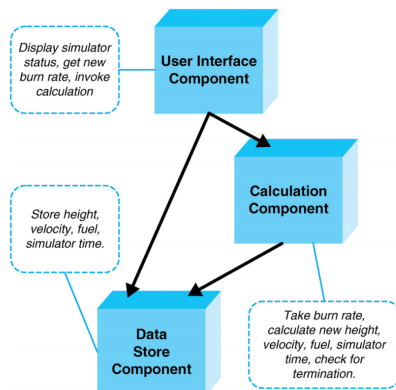 Display simulator
status, get new
burn rate, invoke
calculation
User Interface
Component
Calculation
Component
Store height,
velocity, fuel,
simulator time.
Data
Store
Component
Take burn rate,
calculate new height,
velocity, fuel, simulator
time, check for
termination.